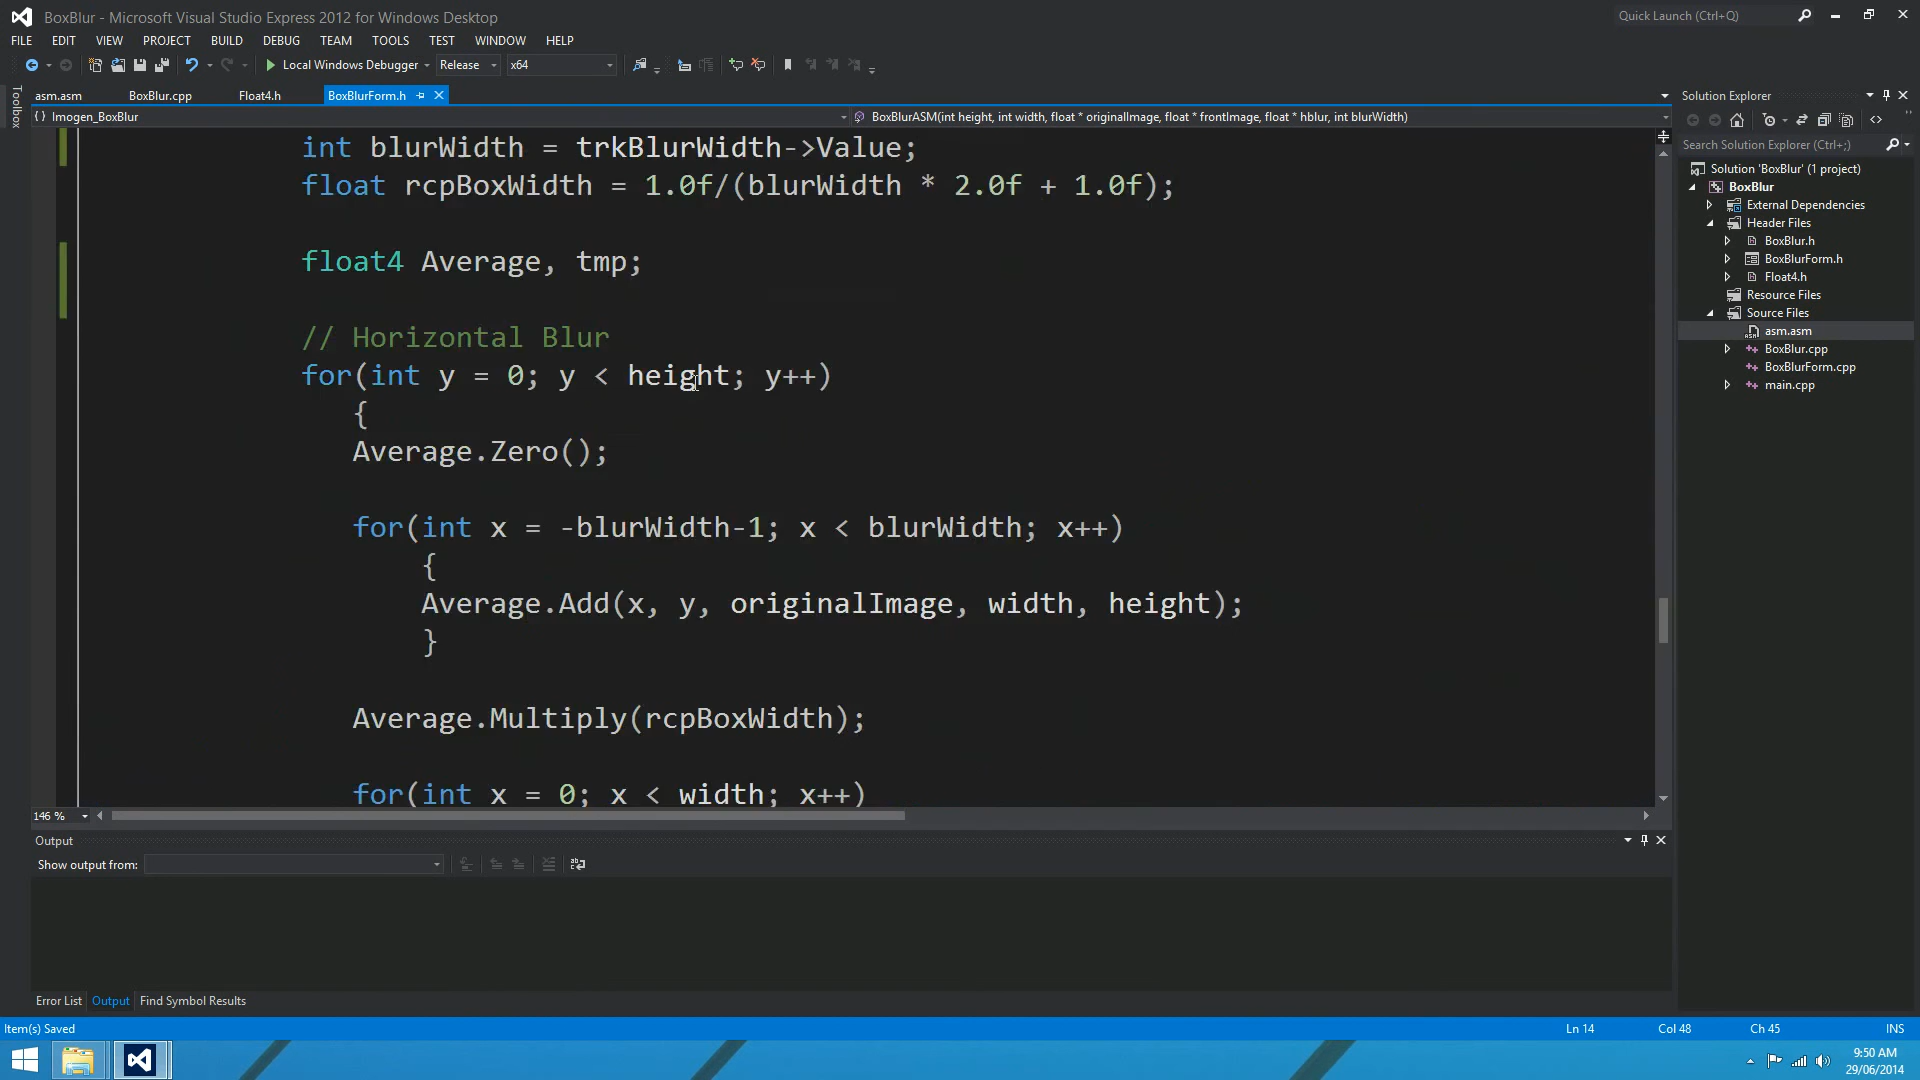 BoxBlur - Microsoft Visual Studio Express 2012 for Windows Desktop
Quick Launch (Ctrl+Q)
FILE EDIT VIEW PROJECT BUILD DEBUG TEAM TOOLS TEST WINDOW HELP
Local Windows Debugger Release x64
Toolbox
asm.asm BoxBlur.cpp Float4.h BoxBlurForm.h
{} Imogen_BoxBlur
BoxBlurASM(int height, int width, float * originalImage, float * frontImage, float * hblur, int blurWidth)
int blurWidth = trkBlurWidth->Value;
float rcpBoxWidth = 1.0f/(blurWidth * 2.0f + 1.0f);
float4 Average, tmp;
// Horizontal Blur
for(int y = 0; y < height; y++)
{
Average.Zero();
for(int x = -blurWidth-1; x < blurWidth; x++)
{
Average.Add(x, y, originalImage, width, height);
}
Average.Multiply(rcpBoxWidth);
for(int x = 0; x < width; x++)
146 %
Solution Explorer
Search Solution Explorer (Ctrl+;)
Solution 'BoxBlur' (1 project)
BoxBlur
External Dependencies
Header Files
BoxBlur.h
BoxBlurForm.h
Float4.h
Resource Files
Source Files
asm.asm
BoxBlur.cpp
BoxBlurForm.cpp
main.cpp
Output
Show output from:
Error List Output Find Symbol Results
Item(s) Saved
Ln 14 Col 48 Ch 45 INS
9:50 AM
29/06/2014